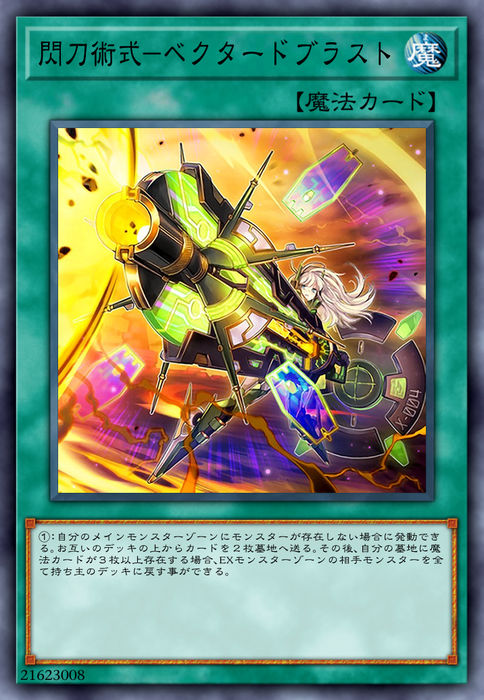 閃刀術式－ベクタードブラスト
魔
【魔法カード】
X-004
①：自分のメインモンスターゾーンにモンスターが存在しない場合に発動でき
る。お互いのデッキの上からカードを２枚墓地へ送る。その後、自分の墓地に魔
法カードが３枚以上存在する場合、EXモンスターゾーンの相手モンスターを全
て持ち主のデッキに戻す事ができる。
21623008